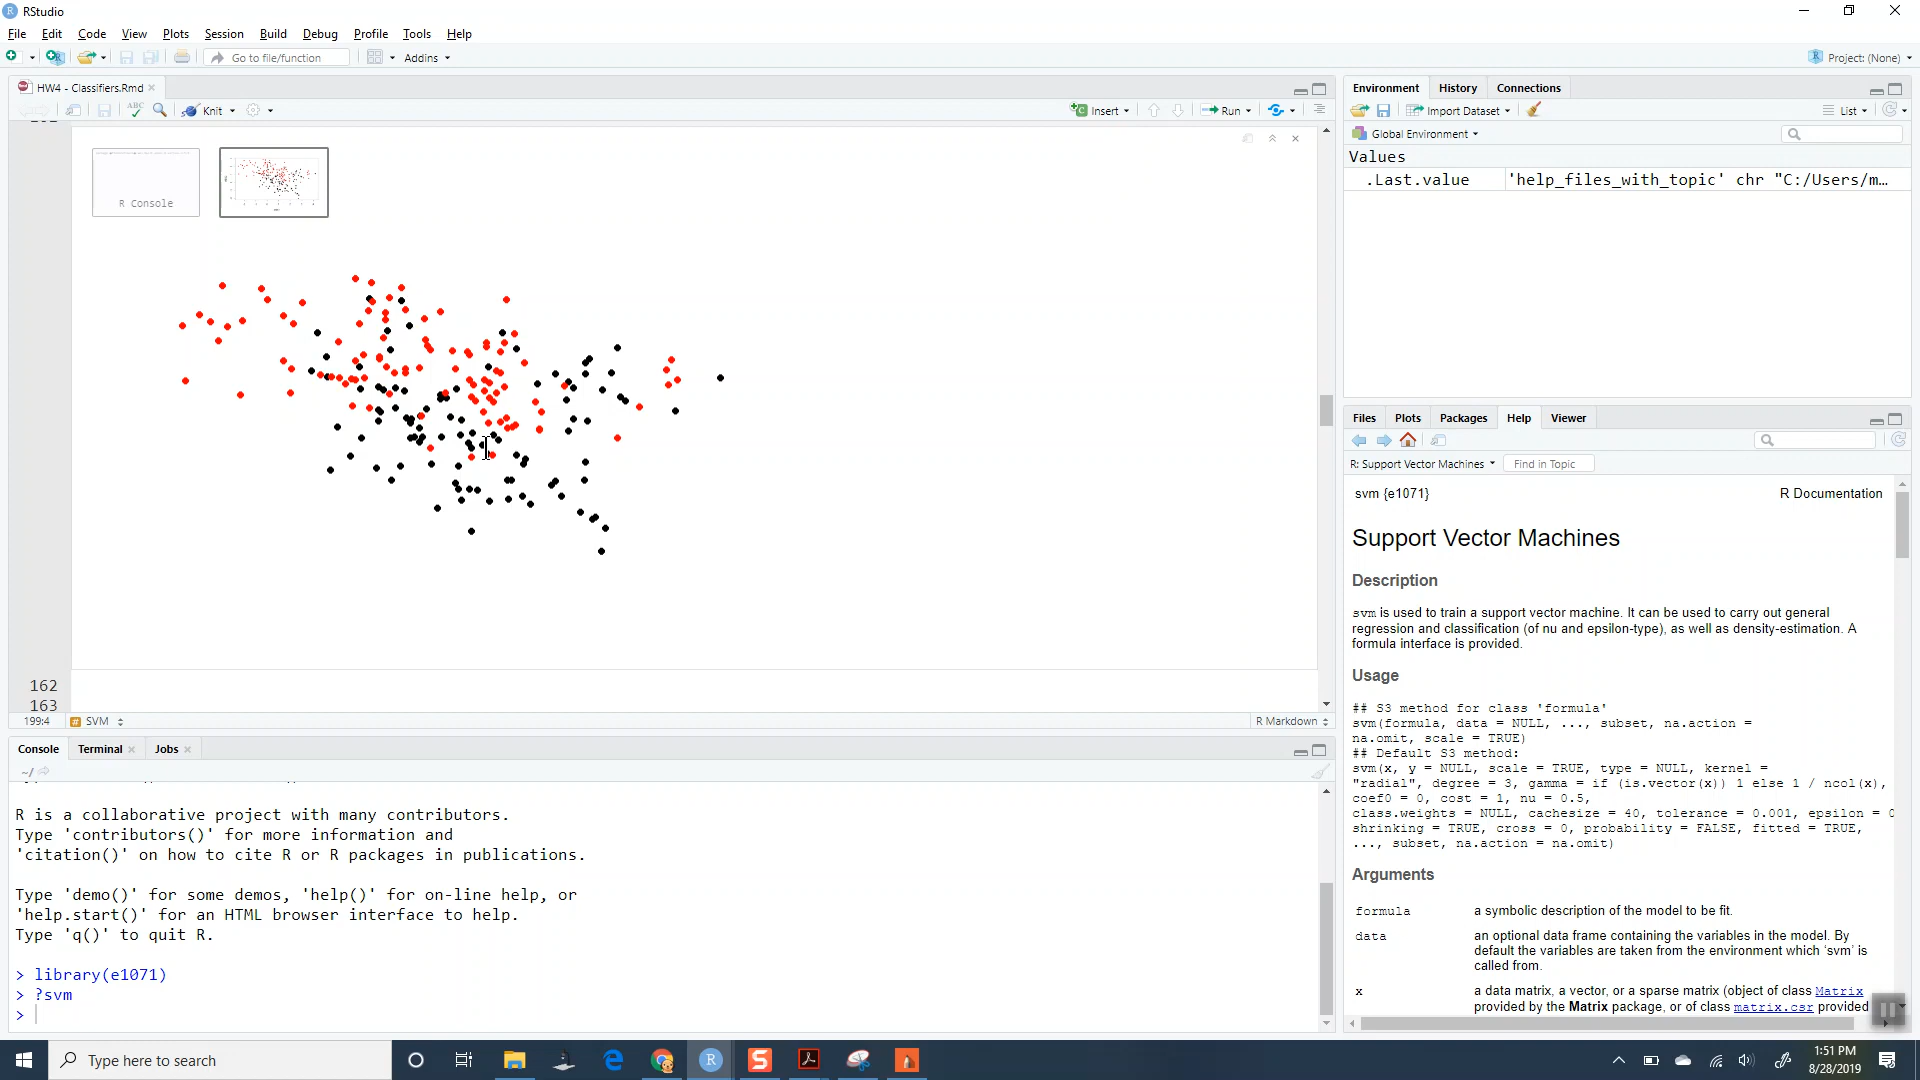 RStudio
File Edit Code View Plots Session Build Debug Profile Tools Help
Go to file/function Addins Project: (None)
HW4 - Classifiers.Rmd
ABC Knit Insert Run
R Console
162
163
199:4 # SVM R Markdown
Console Terminal Jobs
~/
R is a collaborative project with many contributors.
Type 'contributors()' for more information and
'citation()' on how to cite R or R packages in publications.
Type 'demo()' for some demos, 'help()' for on-line help, or
'help.start()' for an HTML browser interface to help.
Type 'q()' to quit R.
> library(e1071)
> ?svm
>
Environment History Connections
Import Dataset List
Global Environment
Values
.Last.value 'help_files_with_topic' chr "C:/Users/m…
Files Plots Packages Help Viewer
R: Support Vector Machines Find in Topic
svm {e1071} R Documentation
Support Vector Machines
Description
svm is used to train a support vector machine. It can be used to carry out general
regression and classification (of nu and epsilon-type), as well as density-estimation. A
formula interface is provided.
Usage
## S3 method for class 'formula'
svm(formula, data = NULL, ..., subset, na.action =
na.omit, scale = TRUE)
## Default S3 method:
svm(x, y = NULL, scale = TRUE, type = NULL, kernel =
"radial", degree = 3, gamma = if (is.vector(x)) 1 else 1 / ncol(x),
coef0 = 0, cost = 1, nu = 0.5,
class.weights = NULL, cachesize = 40, tolerance = 0.001, epsilon = 0
shrinking = TRUE, cross = 0, probability = FALSE, fitted = TRUE,
..., subset, na.action = na.omit)
Arguments
formula a symbolic description of the model to be fit.
data an optional data frame containing the variables in the model. By
default the variables are taken from the environment which ‘svm’ is
called from.
x a data matrix, a vector, or a sparse matrix (object of class Matrix
provided by the Matrix package, or of class matrix.csr provided
Type here to search
1:51 PM
8/28/2019